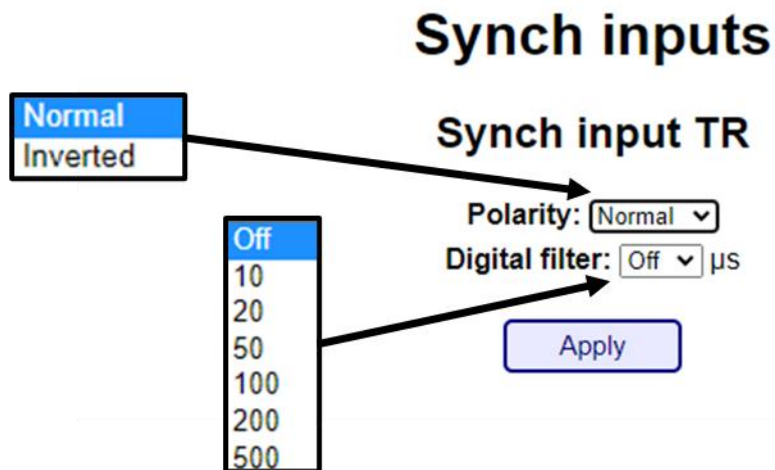 Synch inputs
Normal
Inverted
Synch input TR
Polarity: Normal
Digital filter: Off µs
Off
10
20
50
100
200
500
Apply